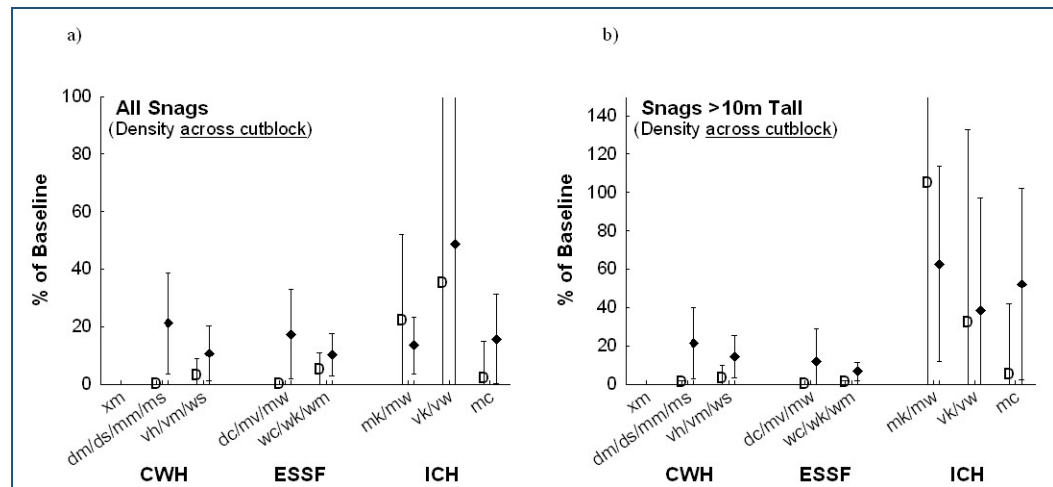 a)
All Snags
(Density across cutblock)
% of Baseline
100
80
60
40
20
0
D
D
D
D
D
D
D
xm
dm/ds/mm/ms
vh/vm/ws
dc/mv/mw
wc/wk/wm
mk/mw
vk/vw
mc
CWH
ESSF
ICH
b)
Snags >10m Tall
(Density across cutblock)
% of Baseline
140
120
100
80
60
40
20
0
D
D
D
D
D
D
D
xm
dm/ds/mm/ms
vh/vm/ws
dc/mv/mw
wc/wk/wm
mk/mw
vk/vw
mc
CWH
ESSF
ICH